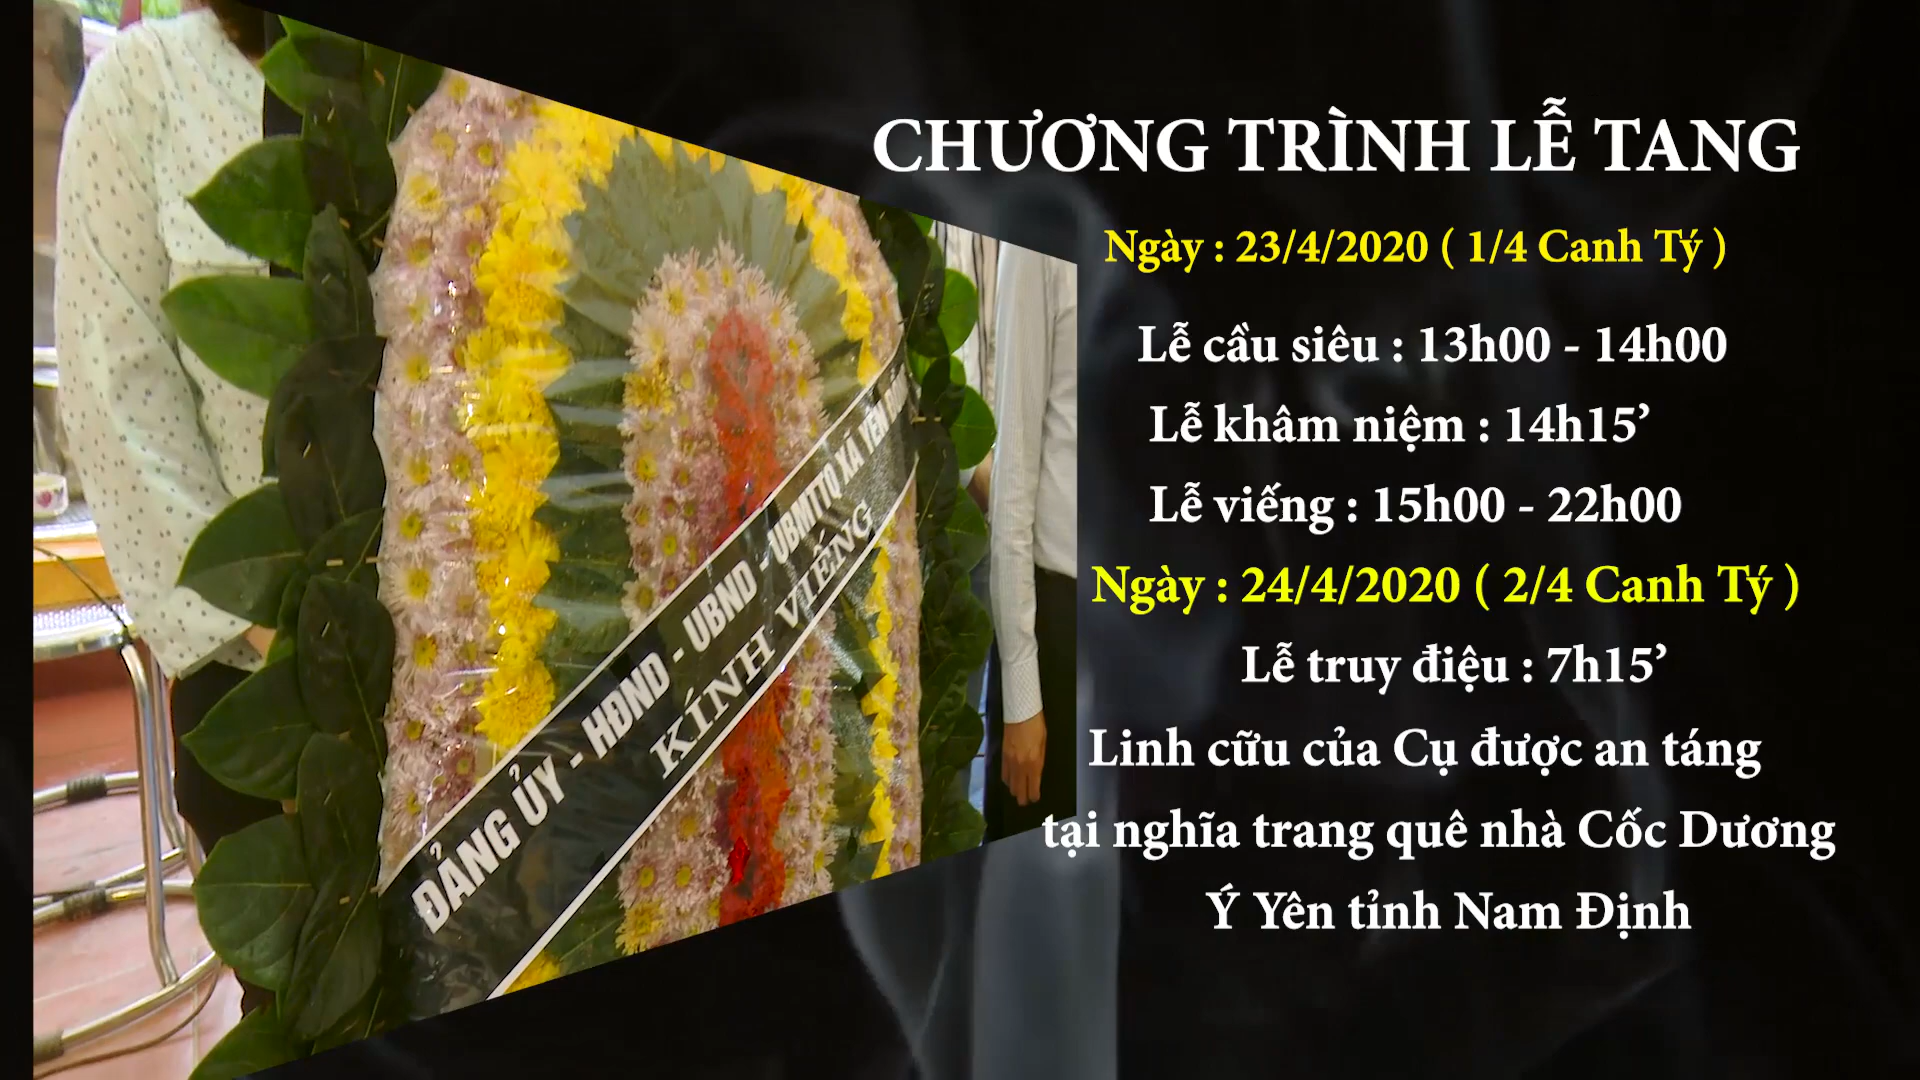 CHƯƠNG TRÌNH LỄ TANG
Ngày : 23/4/2020 ( 1/4 Canh Tý )
Lễ cầu siêu : 13h00 - 14h00
Lễ khâm niệm : 14h15’
Lễ viếng : 15h00 - 22h00
Ngày : 24/4/2020 ( 2/4 Canh Tý )
Lễ truy điệu : 7h15’
Linh cữu của Cụ được an táng
tại nghĩa trang quê nhà Cốc Dương
Ý Yên tỉnh Nam Định
ĐẢNG ỦY - HĐND - UBND - UBMTTQ XÃ YÊN
KÍNH VIẾNG